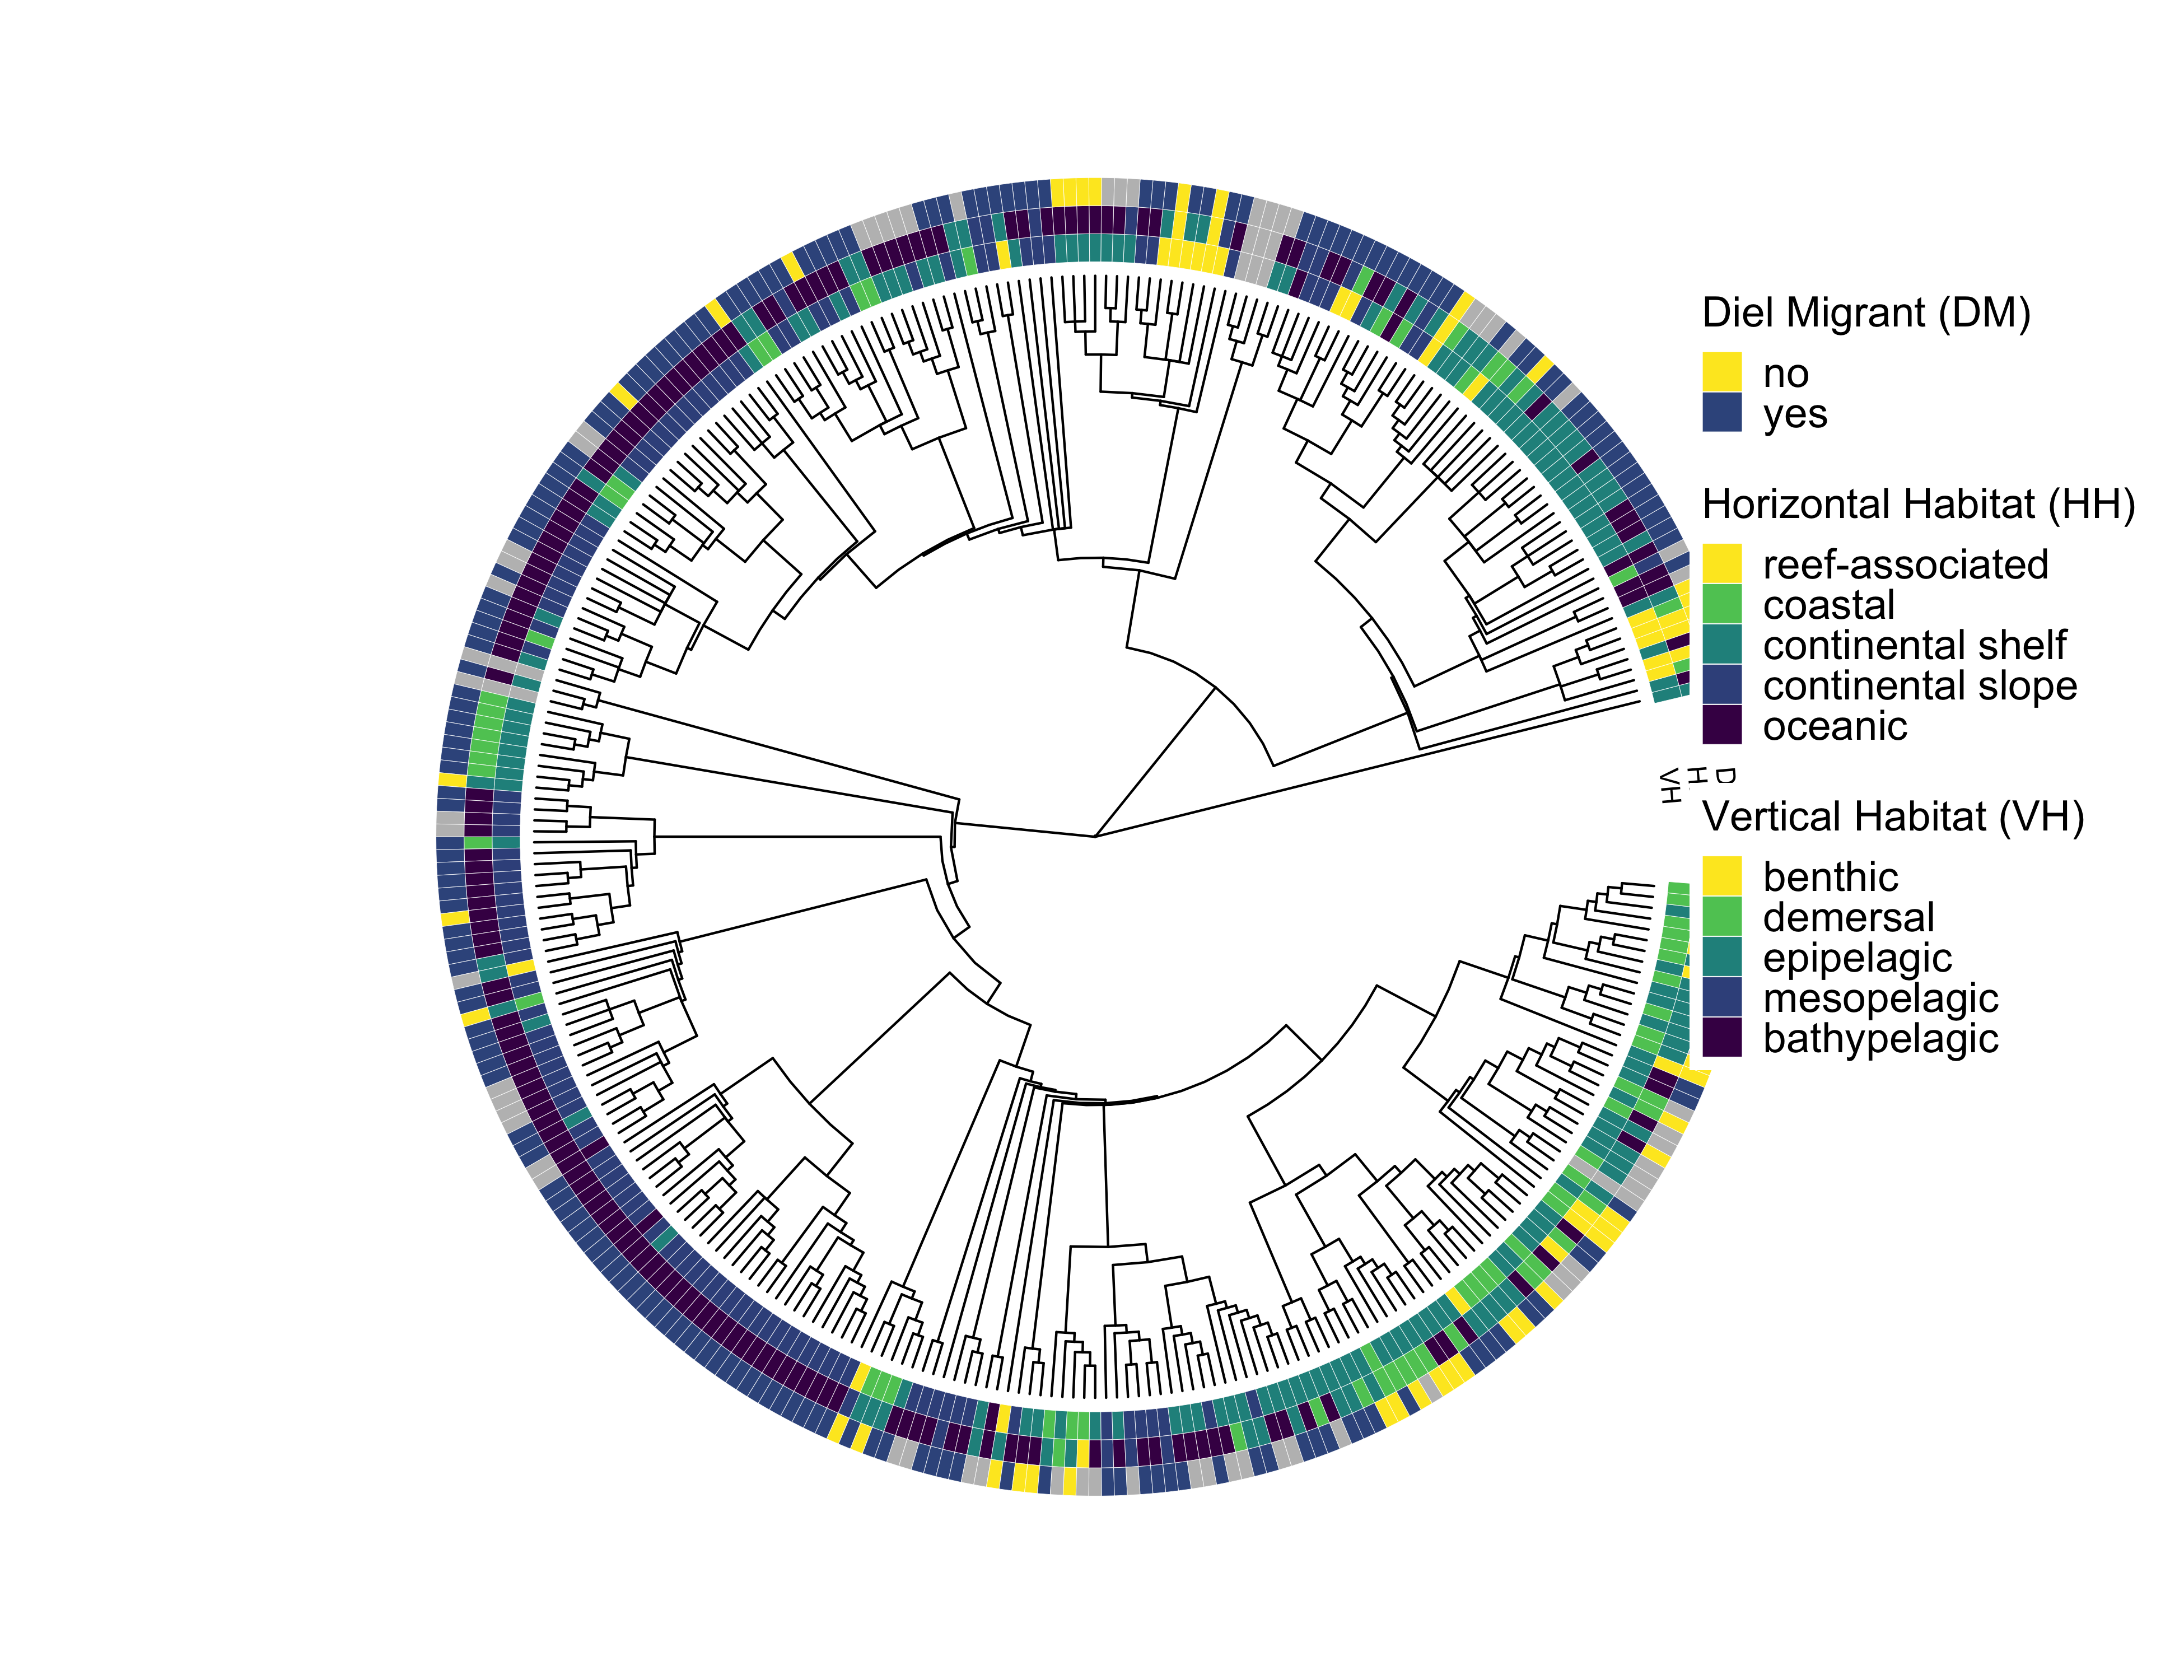 Diel Migrant (DM)
no
yes
Horizontal Habitat (HH)
reef-associated
coastal
continental shelf
continental slope
oceanic
VH
H
D
Vertical Habitat (VH)
benthic
demersal
epipelagic
mesopelagic
bathypelagic